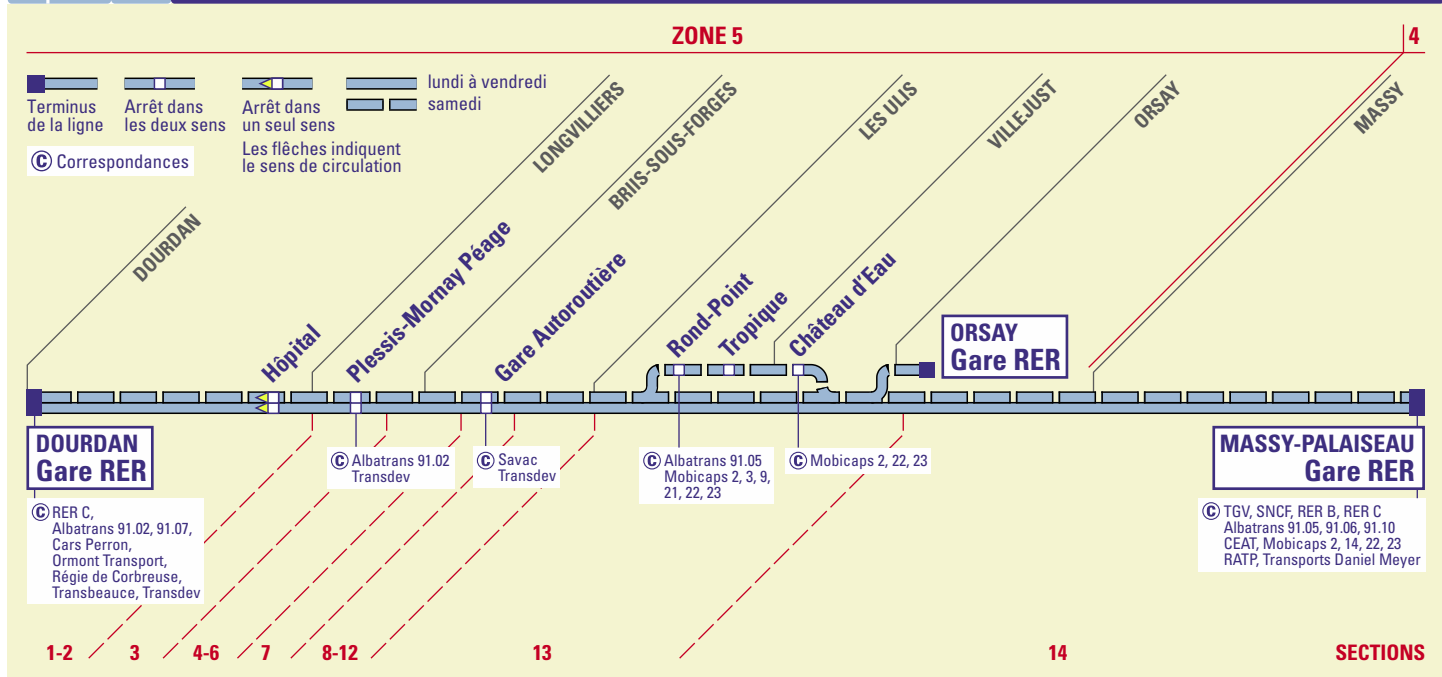 ZONE 5
4
lundi à vendredi
samedi
Terminus
de la ligne
Arrêt dans
les deux sens
Arrêt dans
un seul sens
Les flêches indiquent
le sens de circulation
C Correspondances
DOURDAN
LONGVILLIERS
BRIIS-SOUS-FORGES
LES ULIS
VILLEJUST
ORSAY
MASSY
Hôpital
Plessis-Mornay Péage
Gare Autoroutière
Rond-Point
Tropique
Château d'Eau
ORSAY
Gare RER
DOURDAN
Gare RER
MASSY-PALAISEAU
Gare RER
C RER C,
Albatrans 91.02, 91.07,
Cars Perron,
Ormont Transport,
Régie de Corbreuse,
Transbeauce, Transdev
C Albatrans 91.02
Transdev
C Savac
Transdev
C Albatrans 91.05
Mobicaps 2, 3, 9,
21, 22, 23
C Mobicaps 2, 22, 23
C TGV, SNCF, RER B, RER C
Albatrans 91.05, 91.06, 91.10
CEAT, Mobicaps 2, 14, 22, 23
RATP, Transports Daniel Meyer
1-2
3
4-6
7
8-12
13
14
SECTIONS